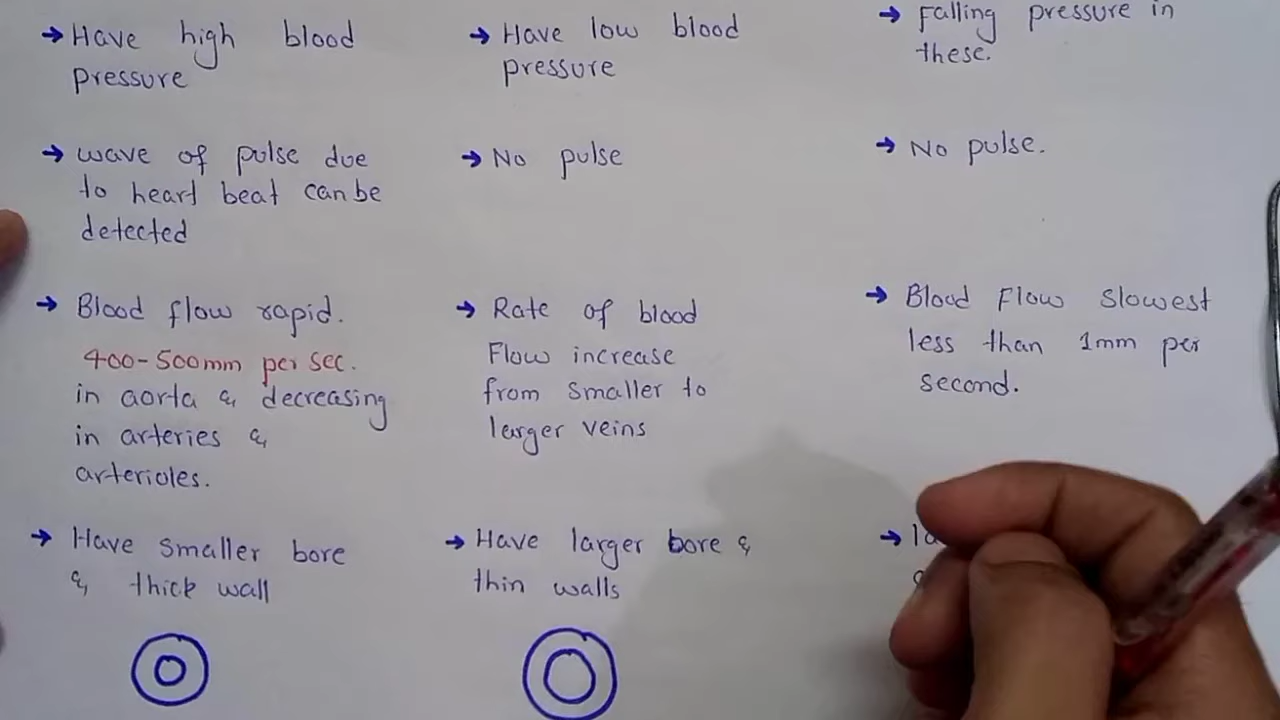 → Have high blood
pressure
→ wave of pulse due
to heart beat can be
detected
→ Blood flow rapid.
400-500mm per sec.
in aorta & decreasing
in arteries &
arterioles.
→ Have smaller bore
& thick wall
→ Have low blood
pressure
→ No pulse
→ Rate of blood
Flow increase
from smaller to
larger veins
→ Have larger bore &
thin walls
→ Falling pressure in
these.
→ No pulse.
→ Blood Flow slowest
less than 1mm per
second.
→